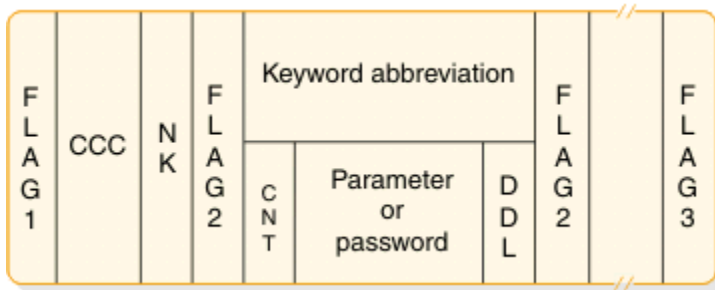 FLAG1
CCC
NK
FLAG2
Keyword abbreviation
CNT
Parameter
or
password
DDL
FLAG2
FLAG3